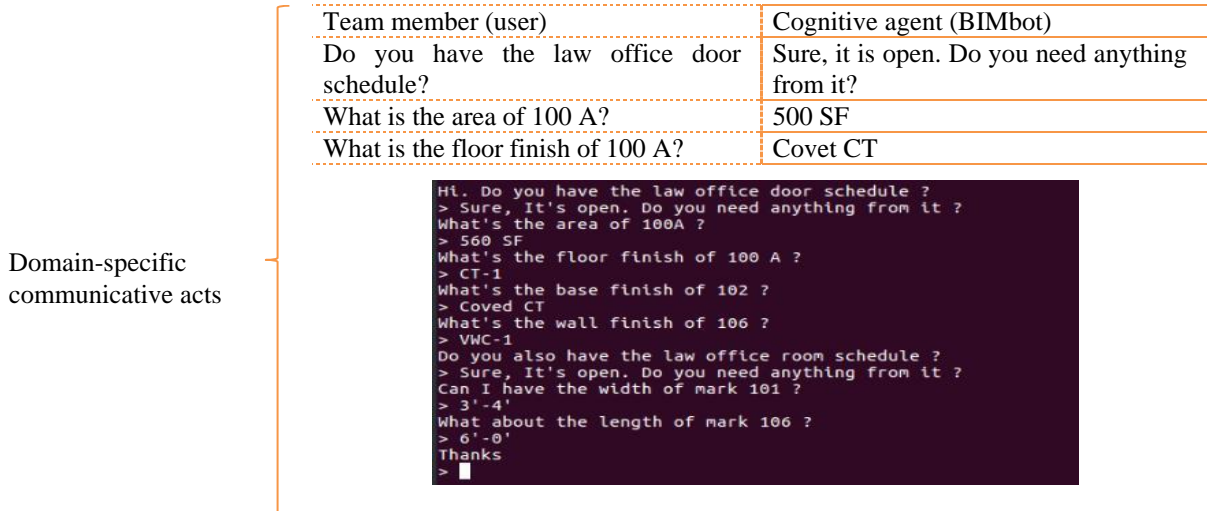 Team member (user) Cognitive agent (BIMbot)
Do you have the law office door Sure, it is open. Do you need anything
schedule? from it?
What is the area of 100 A? 500 SF
What is the floor finish of 100 A? Covet CT
Domain-specific
communicative acts
Hi. Do you have the law office door schedule ?
> Sure, It's open. Do you need anything from it ?
What's the area of 100A ?
> 560 SF
What's the floor finish of 100 A ?
> CT-1
What's the base finish of 102 ?
> Coved CT
What's the wall finish of 106 ?
> VWC-1
Do you also have the law office room schedule ?
> Sure, It's open. Do you need anything from it ?
Can I have the width of mark 101 ?
> 3'-4'
What about the length of mark 106 ?
> 6'-0'
Thanks
>